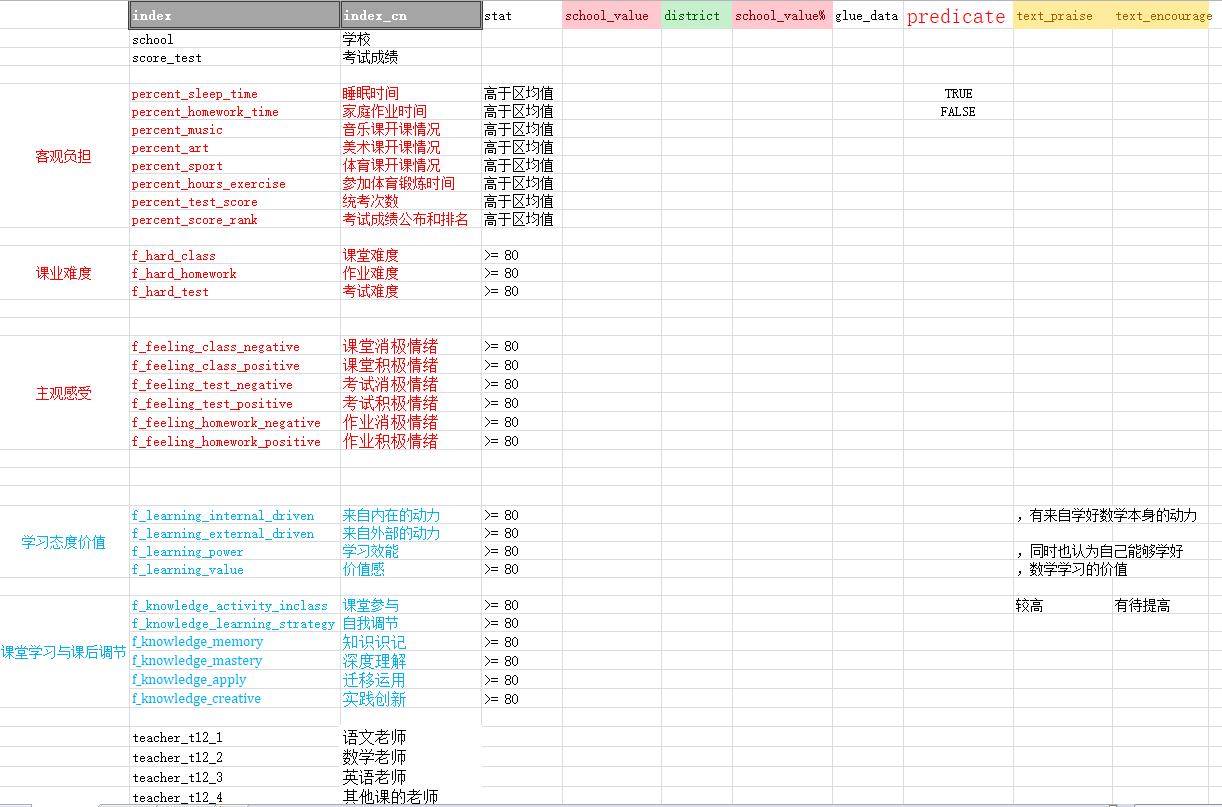 index index_cn stat school_value district school_value% glue_data predicate text_praise text_encourage
school 学校
score_test 考试成绩
percent_sleep_time 睡眠时间 高于区均值 TRUE
percent_homework_time 家庭作业时间 高于区均值 FALSE
percent_music 音乐课开课情况 高于区均值
客观负担 percent_art 美术课开课情况 高于区均值
percent_sport 体育课开课情况 高于区均值
percent_hours_exercise 参加体育锻炼时间 高于区均值
percent_test_score 统考次数 高于区均值
percent_score_rank 考试成绩公布和排名 高于区均值
f_hard_class 课堂难度 >= 80
课业难度 f_hard_homework 作业难度 >= 80
f_hard_test 考试难度 >= 80
f_feeling_class_negative 课堂消极情绪 >= 80
f_feeling_class_positive 课堂积极情绪 >= 80
f_feeling_test_negative 考试消极情绪 >= 80
主观感受 f_feeling_test_positive 考试积极情绪 >= 80
f_feeling_homework_negative 作业消极情绪 >= 80
f_feeling_homework_positive 作业积极情绪 >= 80
f_learning_internal_driven 来自内在的动力 >= 80 ，有来自学好数学本身的动力
f_learning_external_driven 来自外部的动力 >= 80
学习态度价值 f_learning_power 学习效能 >= 80 ，同时也认为自己能够学好
f_learning_value 价值感 >= 80 ，数学学习的价值
f_knowledge_activity_inclass 课堂参与 >= 80 较高 有待提高
f_knowledge_learning_strategy 自我调节 >= 80
f_knowledge_memory 知识识记 >= 80
课堂学习与课后调节 f_knowledge_mastery 深度理解 >= 80
f_knowledge_apply 迁移运用 >= 80
f_knowledge_creative 实践创新 >= 80
teacher_t12_1 语文老师
teacher_t12_2 数学老师
teacher_t12_3 英语老师
teacher_t12_4 其他课的老师